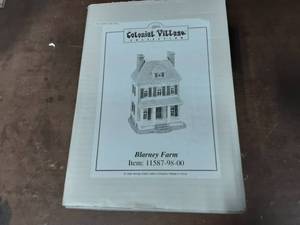 Colonial Village
COLLECTION
Blarney Farm
Item: 11587-98-00